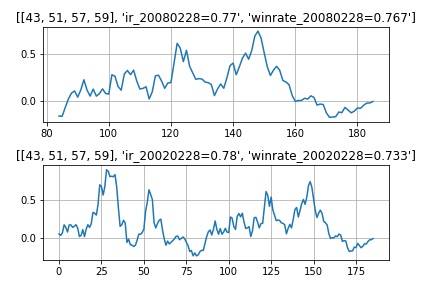 [[43, 51, 57, 59], 'ir_20080228=0.77', 'winrate_20080228=0.767']
0.5
0.0
80 100 120 140 160 180
[[43, 51, 57, 59], 'ir_20020228=0.78', 'winrate_20020228=0.733']
0.5
0.0
0 25 50 75 100 125 150 175